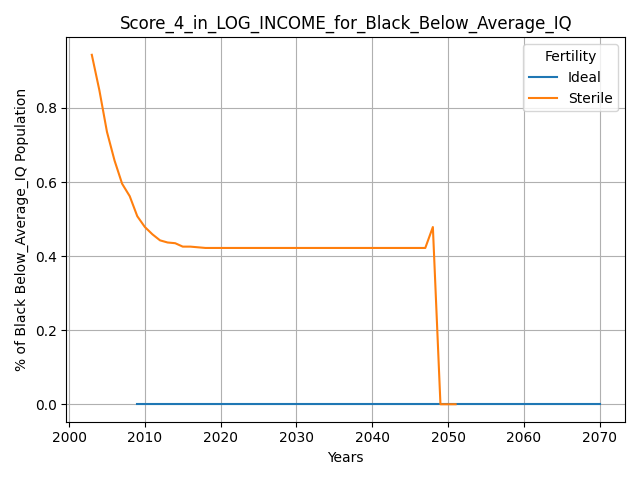 Score_4_in_LOG_INCOME_for_Black_Below_Average_IQ
% of Black Below_Average_IQ Population
0.8
0.6
0.4
0.2
0.0
Fertility
Ideal
Sterile
2000 2010 2020 2030 2040 2050 2060 2070
Years